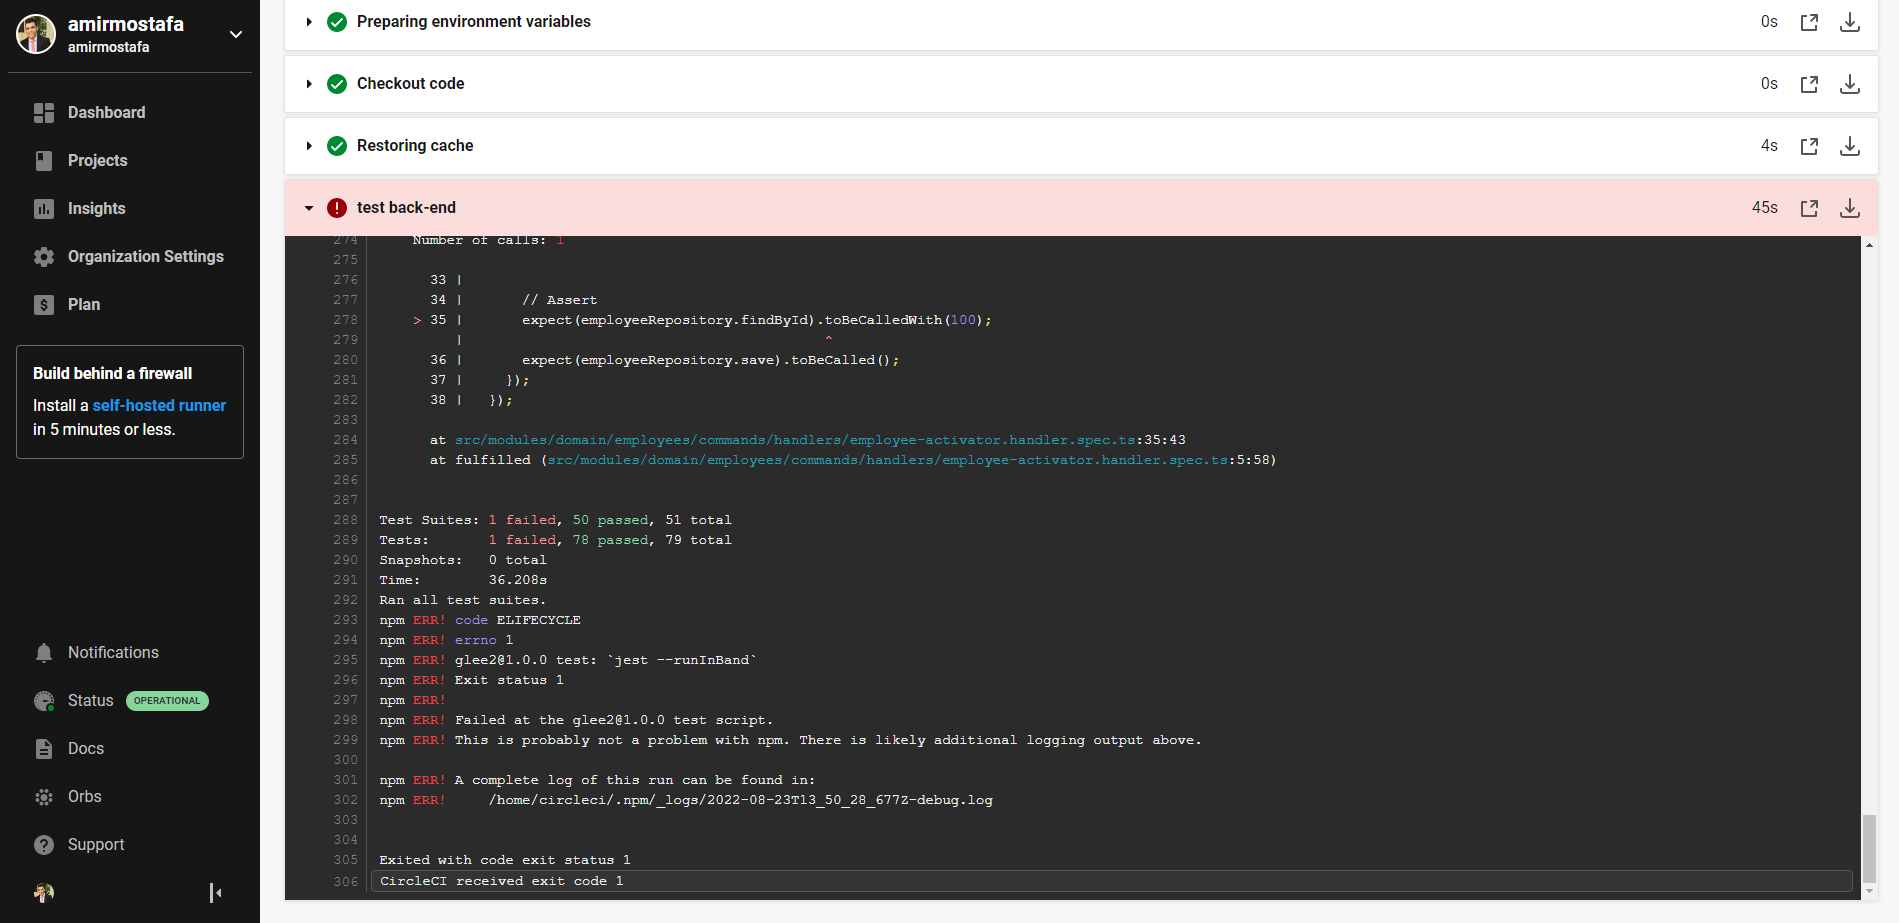 amirmostafa
amirmostafa
Dashboard
Projects
Insights
Organization Settings
Plan
Build behind a firewall
Install a self-hosted runner
in 5 minutes or less.
Notifications
Status OPERATIONAL
Docs
Orbs
Support
Preparing environment variables 0s
Checkout code 0s
Restoring cache 4s
! test back-end 45s
274 Number of calls: 1
275
276 33 |
277 34 | // Assert
278 > 35 | expect(employeeRepository.findById).toBeCalledWith(100);
279 | ^
280 36 | expect(employeeRepository.save).toBeCalled();
281 37 | });
282 38 | });
283
284 at src/modules/domain/employees/commands/handlers/employee-activator.handler.spec.ts:35:43
285 at fulfilled (src/modules/domain/employees/commands/handlers/employee-activator.handler.spec.ts:5:58)
286
287
288 Test Suites: 1 failed, 50 passed, 51 total
289 Tests: 1 failed, 78 passed, 79 total
290 Snapshots: 0 total
291 Time: 36.208s
292 Ran all test suites.
293 npm ERR! code ELIFECYCLE
294 npm ERR! errno 1
295 npm ERR! glee2@1.0.0 test: `jest --runInBand`
296 npm ERR! Exit status 1
297 npm ERR!
298 npm ERR! Failed at the glee2@1.0.0 test script.
299 npm ERR! This is probably not a problem with npm. There is likely additional logging output above.
300
301 npm ERR! A complete log of this run can be found in:
302 npm ERR! /home/circleci/.npm/_logs/2022-08-23T13_50_28_677Z-debug.log
303
304
305 Exited with code exit status 1
306 CircleCI received exit code 1